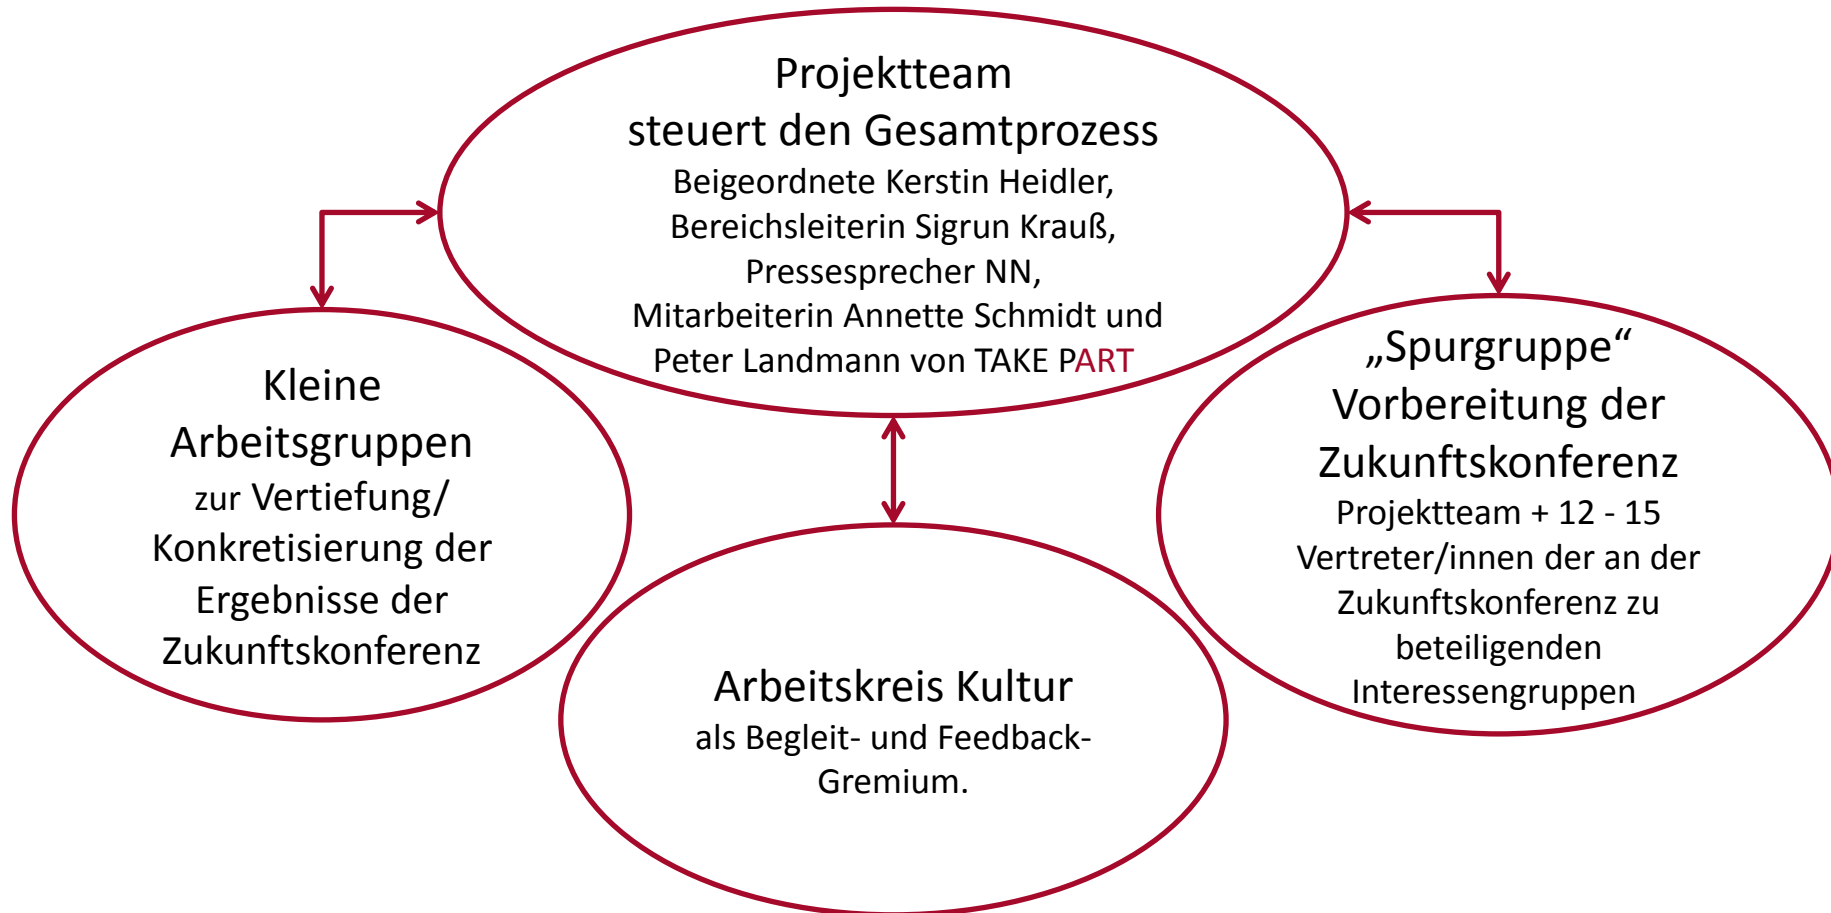 Projektteam
steuert den Gesamtprozess
Beigeordnete Kerstin Heidler,
Bereichsleiterin Sigrun Krauß,
Pressesprecher NN,
Mitarbeiterin Annette Schmidt und
Peter Landmann von TAKE PART
Kleine
Arbeitsgruppen
zur Vertiefung/
Konkretisierung der
Ergebnisse der
Zukunftskonferenz
„Spurgruppe“
Vorbereitung der
Zukunftskonferenz
Projektteam + 12 - 15
Vertreter/innen der an der
Zukunftskonferenz zu
beteiligenden
Interessengruppen
Arbeitskreis Kultur
als Begleit- und Feedback-
Gremium.